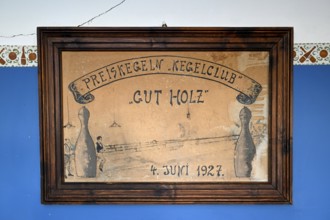 PREISKEGELN „KEGELCLUB"
„GUT HOLZ"
4. JUNI 1927.